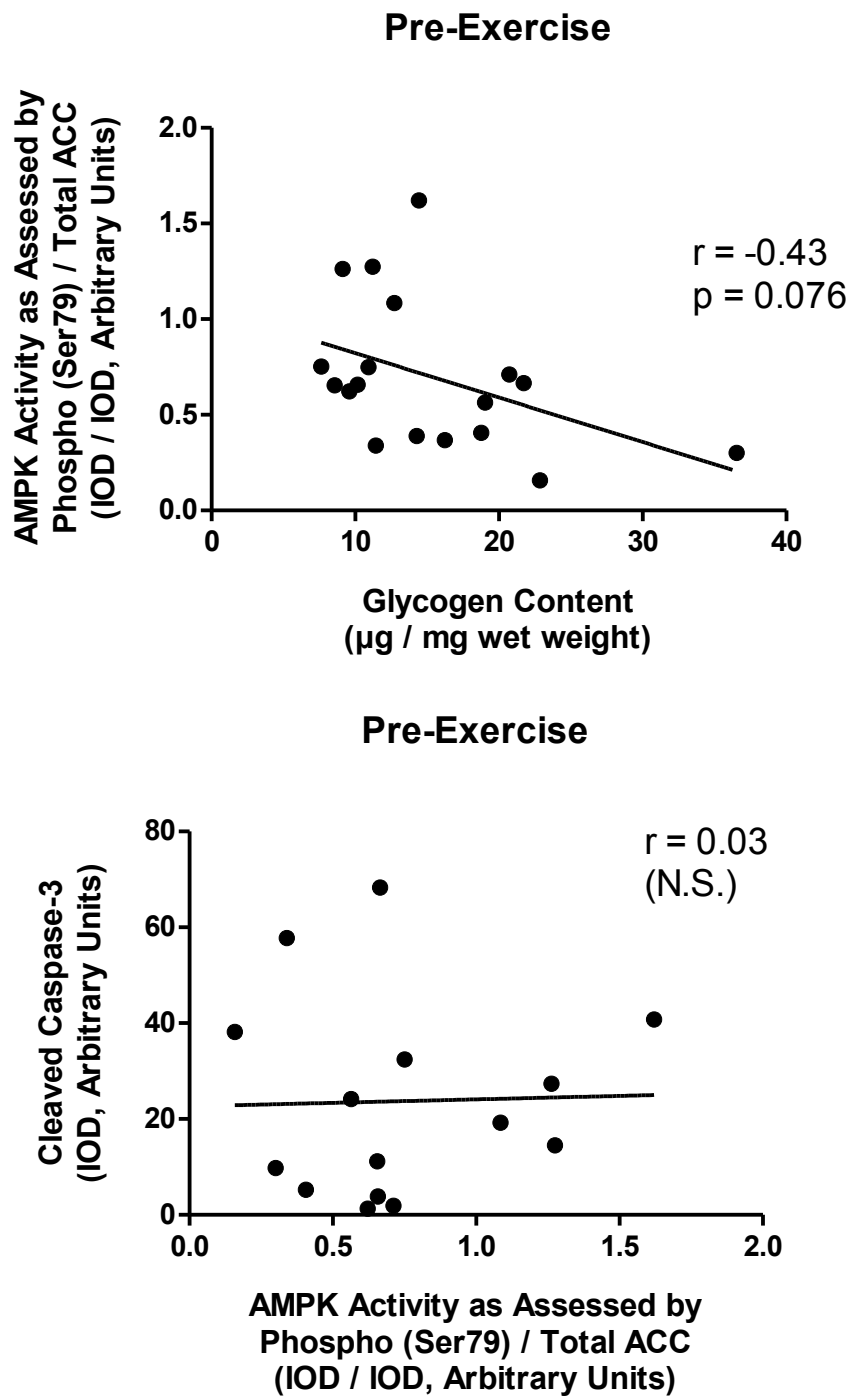 Pre-Exercise
AMPK Activity as Assessed by
Phospho (Ser79) / Total ACC
(IOD / IOD, Arbitrary Units)
2.0
1.5
1.0
0.5
0.0
r = -0.43
p = 0.076
0 10 20 30 40
Glycogen Content
(µg / mg wet weight)
Pre-Exercise
Cleaved Caspase-3
(IOD, Arbitrary Units)
80
60
40
20
0
r = 0.03
(N.S.)
0.0 0.5 1.0 1.5 2.0
AMPK Activity as Assessed by
Phospho (Ser79) / Total ACC
(IOD / IOD, Arbitrary Units)